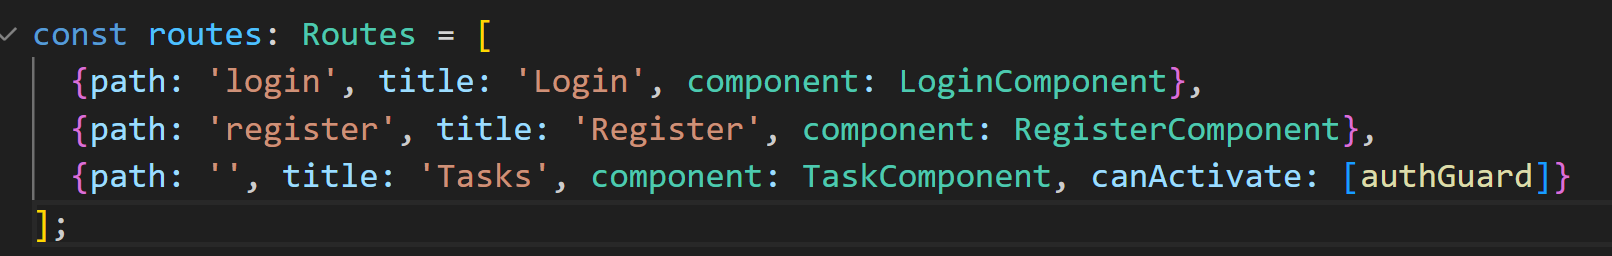 const routes: Routes = [
  {path: 'login', title: 'Login', component: LoginComponent},
  {path: 'register', title: 'Register', component: RegisterComponent},
  {path: '', title: 'Tasks', component: TaskComponent, canActivate: [authGuard]}
];